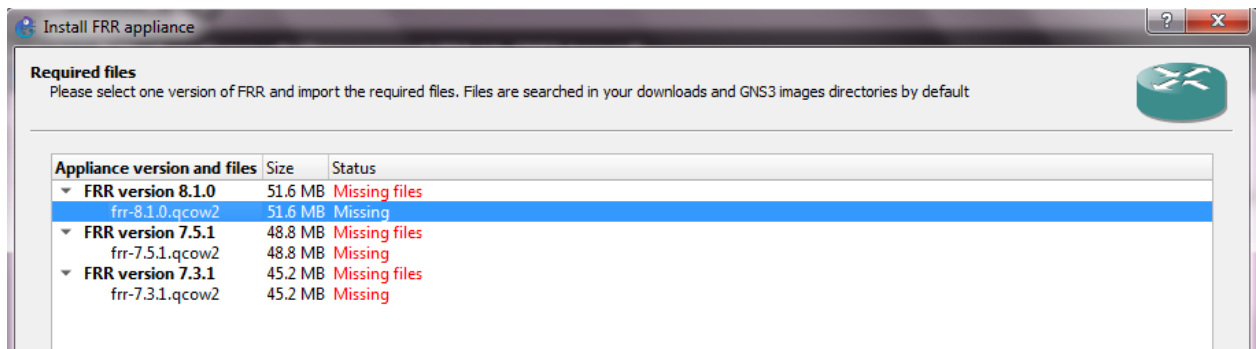 Install FRR appliance
Required files
Please select one version of FRR and import the required files. Files are searched in your downloads and GNS3 images directories by default
Appliance version and files Size Status
FRR version 8.1.0 51.6 MB Missing files
frr-8.1.0.qcow2 51.6 MB Missing
FRR version 7.5.1 48.8 MB Missing files
frr-7.5.1.qcow2 48.8 MB Missing
FRR version 7.3.1 45.2 MB Missing files
frr-7.3.1.qcow2 45.2 MB Missing